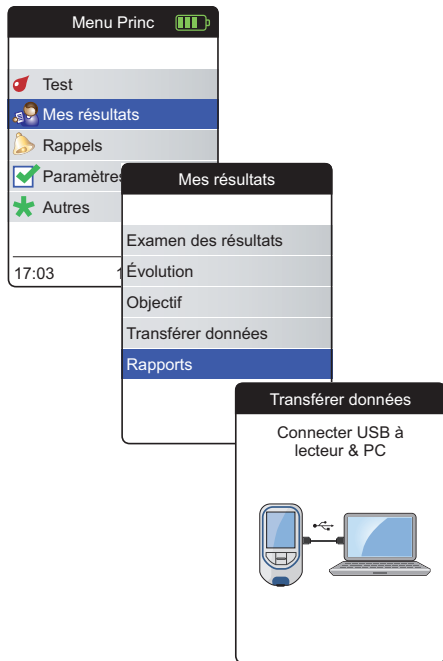 Menu Princ
Test
Mes résultats
Rappels
Paramètres
Autres
17:03 1
Mes résultats
Examen des résultats
Évolution
Objectif
Transférer données
Rapports
Transférer données
Connecter USB à
lecteur & PC